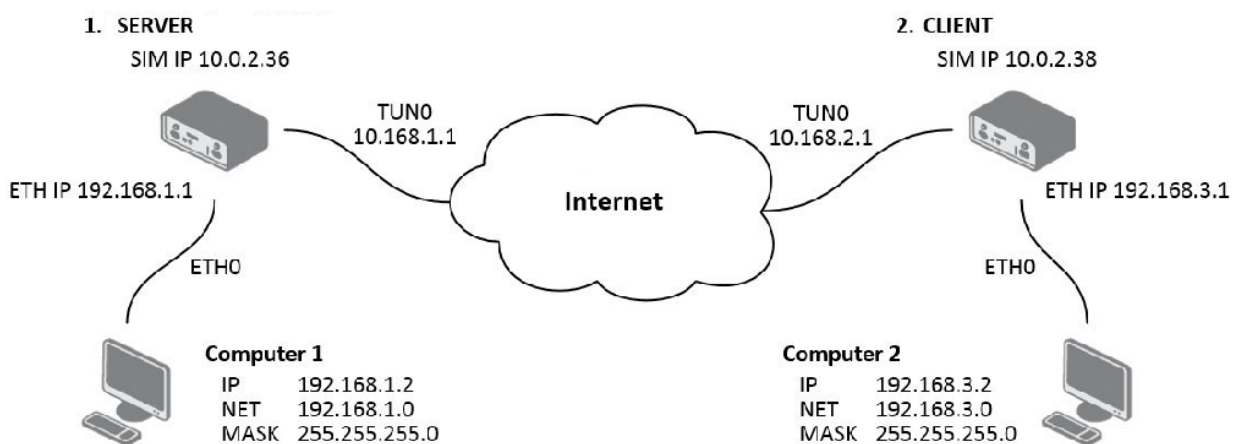 1. SERVER
SIM IP 10.0.2.36
TUN0
10.168.1.1
ETH IP 192.168.1.1
ETH0
Computer 1
IP 192.168.1.2
NET 192.168.1.0
MASK 255.255.255.0
Internet
2. CLIENT
SIM IP 10.0.2.38
TUN0
10.168.2.1
ETH IP 192.168.3.1
ETH0
Computer 2
IP 192.168.3.2
NET 192.168.3.0
MASK 255.255.255.0